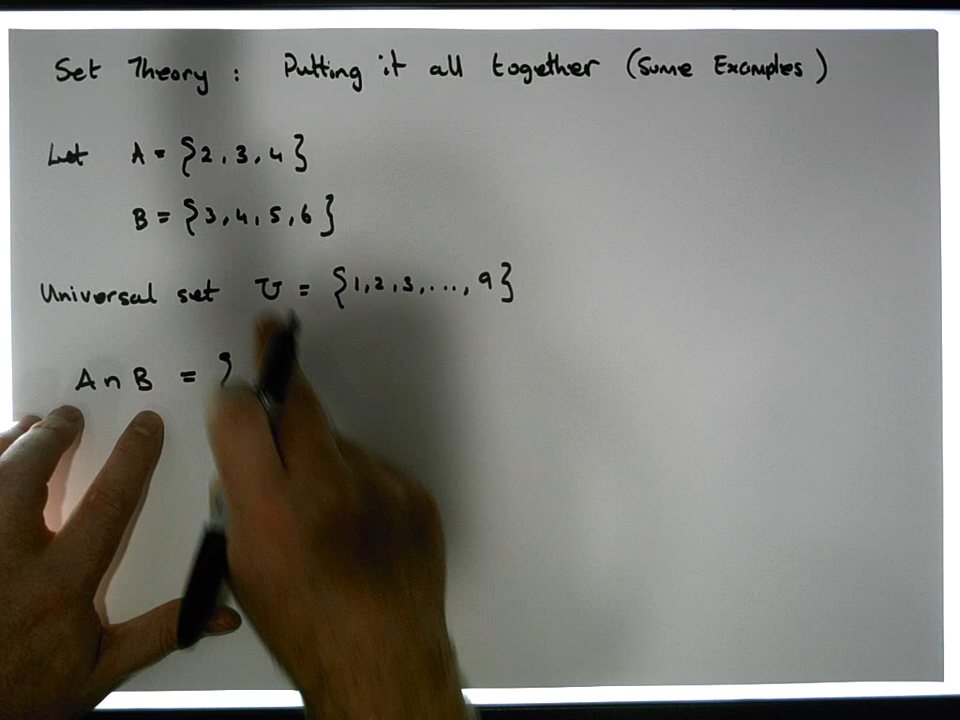 Set Theory : Putting it all together (Some Examples)
Let A = {2, 3, 4}
B = {3, 4, 5, 6}
Universal set U = {1, 2, 3, ..., 9}
A ∩ B = {